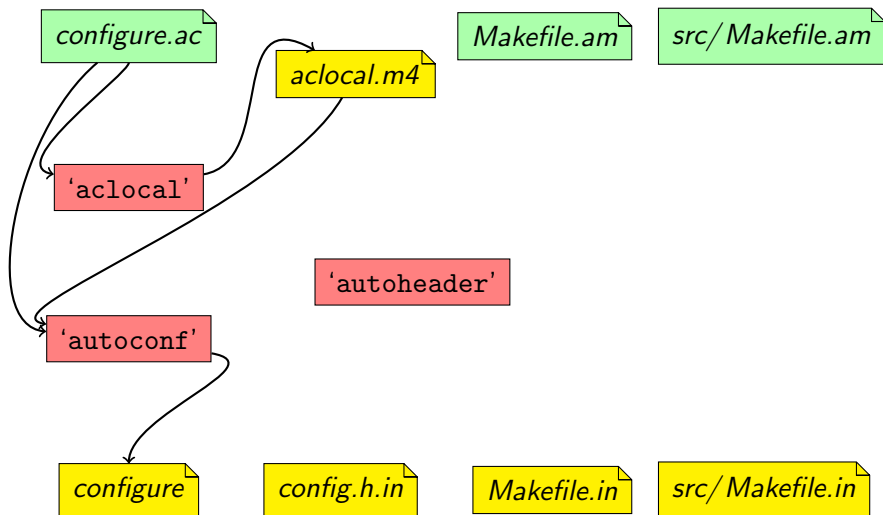 configure.ac
aclocal.m4
Makefile.am
src/Makefile.am
‘aclocal’
‘autoheader’
‘autoconf’
configure
config.h.in
Makefile.in
src/Makefile.in